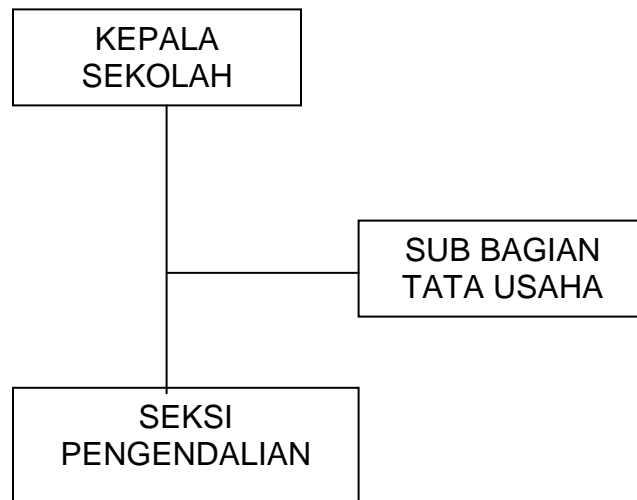 KEPALA
SEKOLAH
SUB BAGIAN
TATA USAHA
SEKSI
PENGENDALIAN